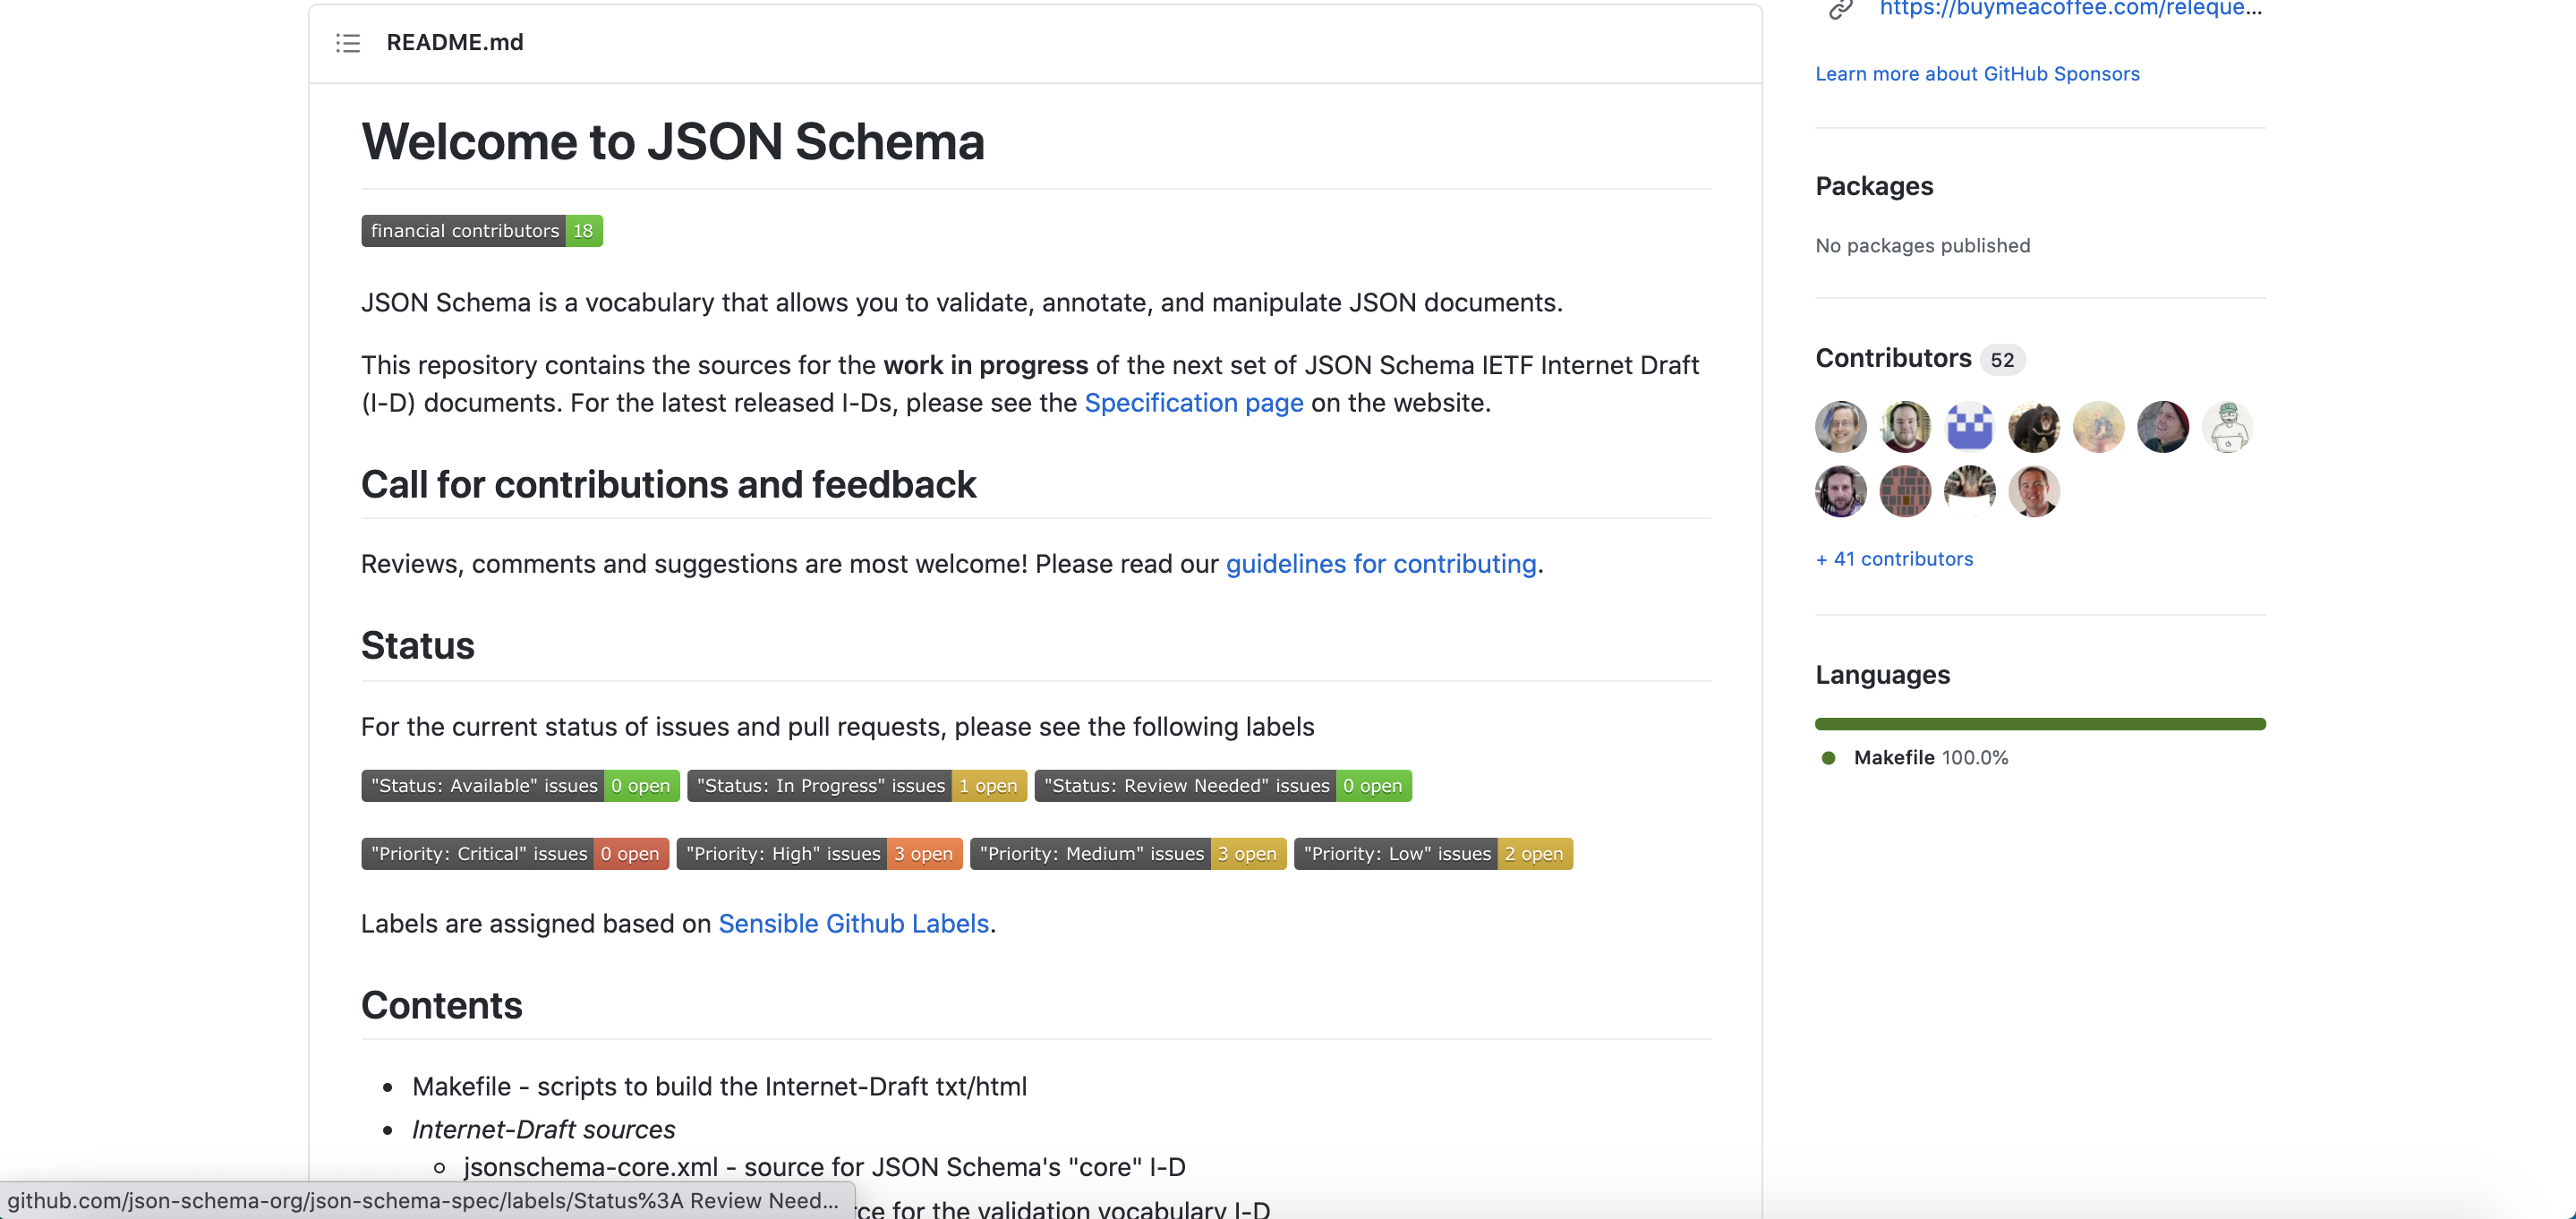 README.md
Welcome to JSON Schema
financial contributors 18
JSON Schema is a vocabulary that allows you to validate, annotate, and manipulate JSON documents.
This repository contains the sources for the work in progress of the next set of JSON Schema IETF Internet Draft
(I-D) documents. For the latest released I-Ds, please see the Specification page on the website.
Call for contributions and feedback
Reviews, comments and suggestions are most welcome! Please read our guidelines for contributing.
Status
For the current status of issues and pull requests, please see the following labels
"Status: Available" issues 0 open "Status: In Progress" issues 1 open "Status: Review Needed" issues 0 open
"Priority: Critical" issues 0 open "Priority: High" issues 3 open "Priority: Medium" issues 3 open "Priority: Low" issues 2 open
Labels are assigned based on Sensible Github Labels.
Contents
Makefile - scripts to build the Internet-Draft txt/html
Internet-Draft sources
jsonschema-core.xml - source for JSON Schema's "core" I-D
rce for the validation vocabulary I-D
github.com/json-schema-org/json-schema-spec/labels/Status%3A Review Need...
https://buymeacoffee.com/releque...
Learn more about GitHub Sponsors
Packages
No packages published
Contributors 52
+ 41 contributors
Languages
Makefile 100.0%